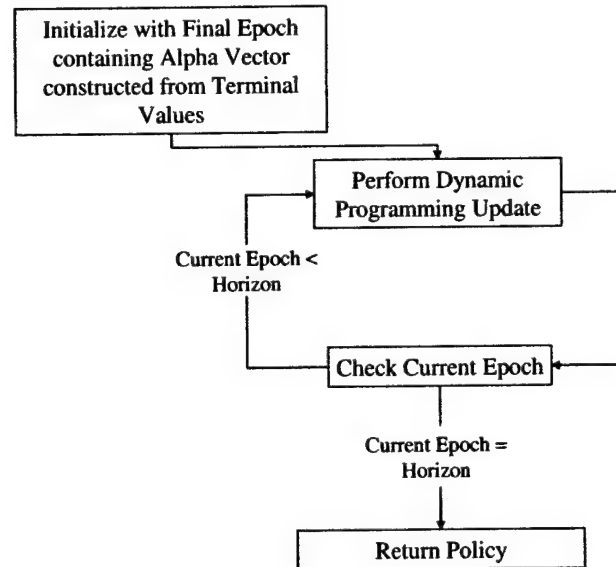 Initialize with Final Epoch
containing Alpha Vector
constructed from Terminal
Values
Perform Dynamic
Programming Update
Current Epoch <
Horizon
Check Current Epoch
Current Epoch =
Horizon
Return Policy